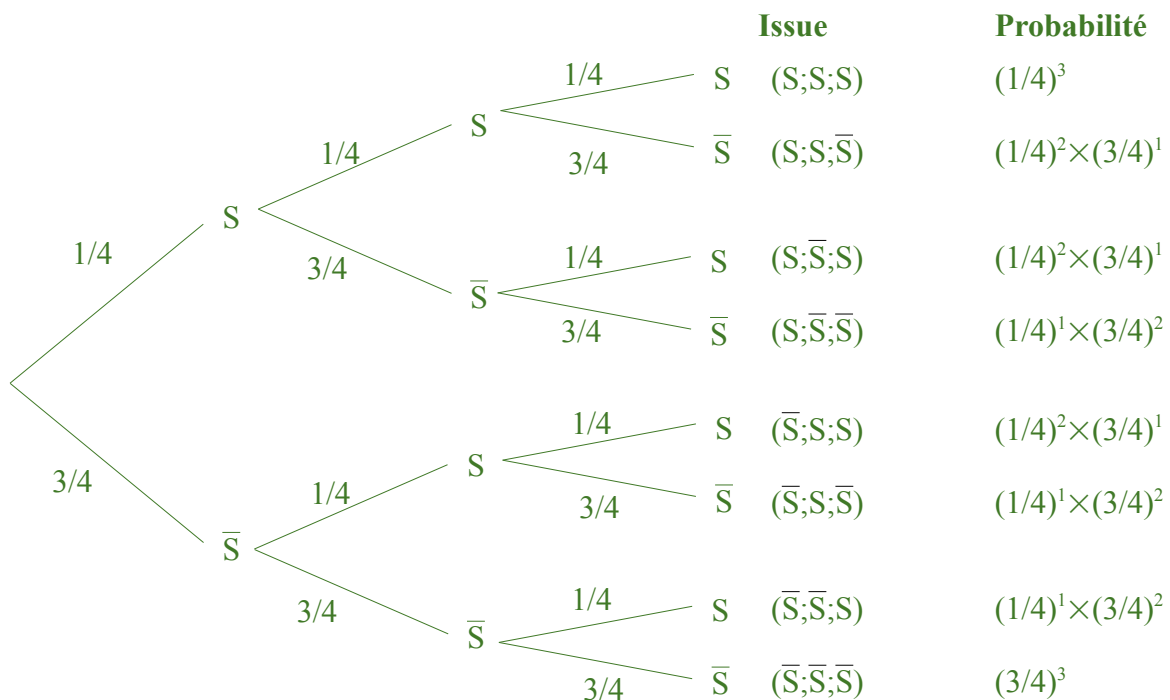 Issue Probabilité
1/4 S (S;S;S) (1/4)³
S
1/4 3/4 S̅ (S;S;S̅) (1/4)²×(3/4)¹
S
1/4 3/4 1/4 S (S;S̅;S) (1/4)²×(3/4)¹
S̅
3/4 S̅ (S;S̅;S̅) (1/4)¹×(3/4)²
1/4 S (S̅;S;S) (1/4)²×(3/4)¹
S
3/4 1/4 3/4 S̅ (S̅;S;S̅) (1/4)¹×(3/4)²
S̅
3/4 1/4 S (S̅;S̅;S) (1/4)¹×(3/4)²
S̅
3/4 S̅ (S̅;S̅;S̅) (3/4)³